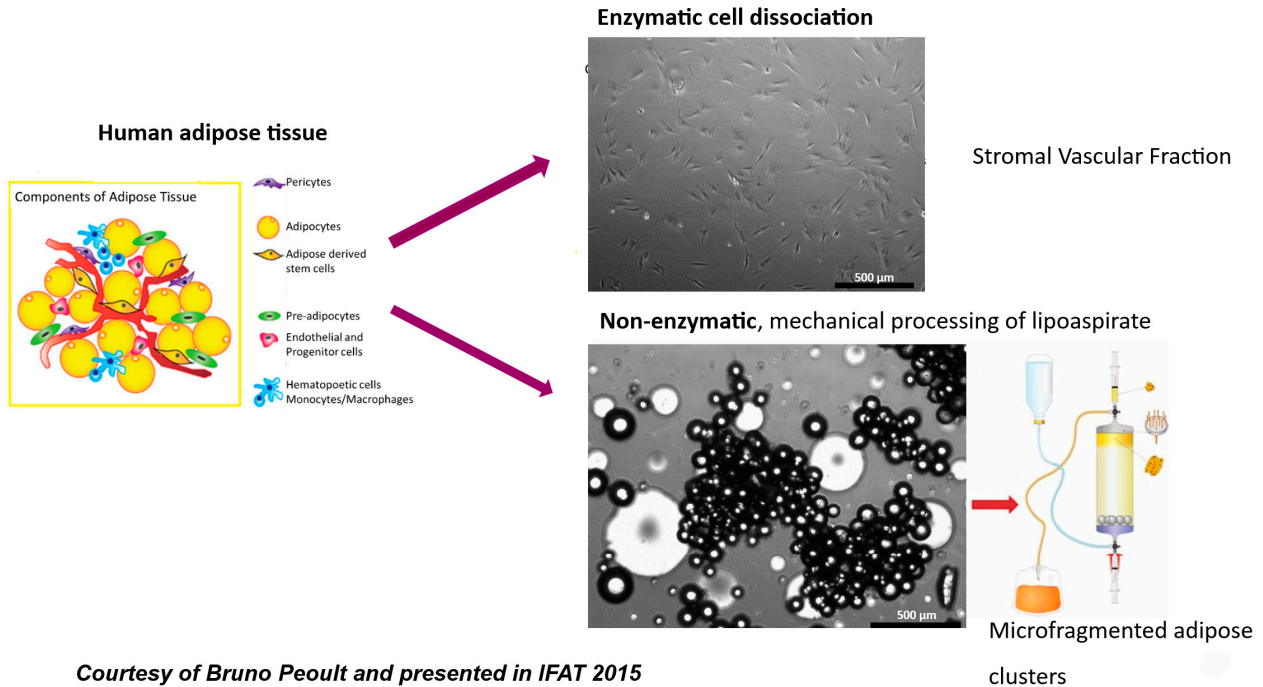 Enzymatic cell dissociation
Human adipose tissue
Components of Adipose Tissue
Pericytes
Adipocytes
Adipose derived
stem cells
Pre-adipocytes
Endothelial and
Progenitor cells
Hematopoetic cells
Monocytes/Macrophages
500 µm
Stromal Vascular Fraction
Non-enzymatic, mechanical processing of lipoaspirate
500 µm
Microfragmented adipose
clusters
Courtesy of Bruno Peoult and presented in IFAT 2015